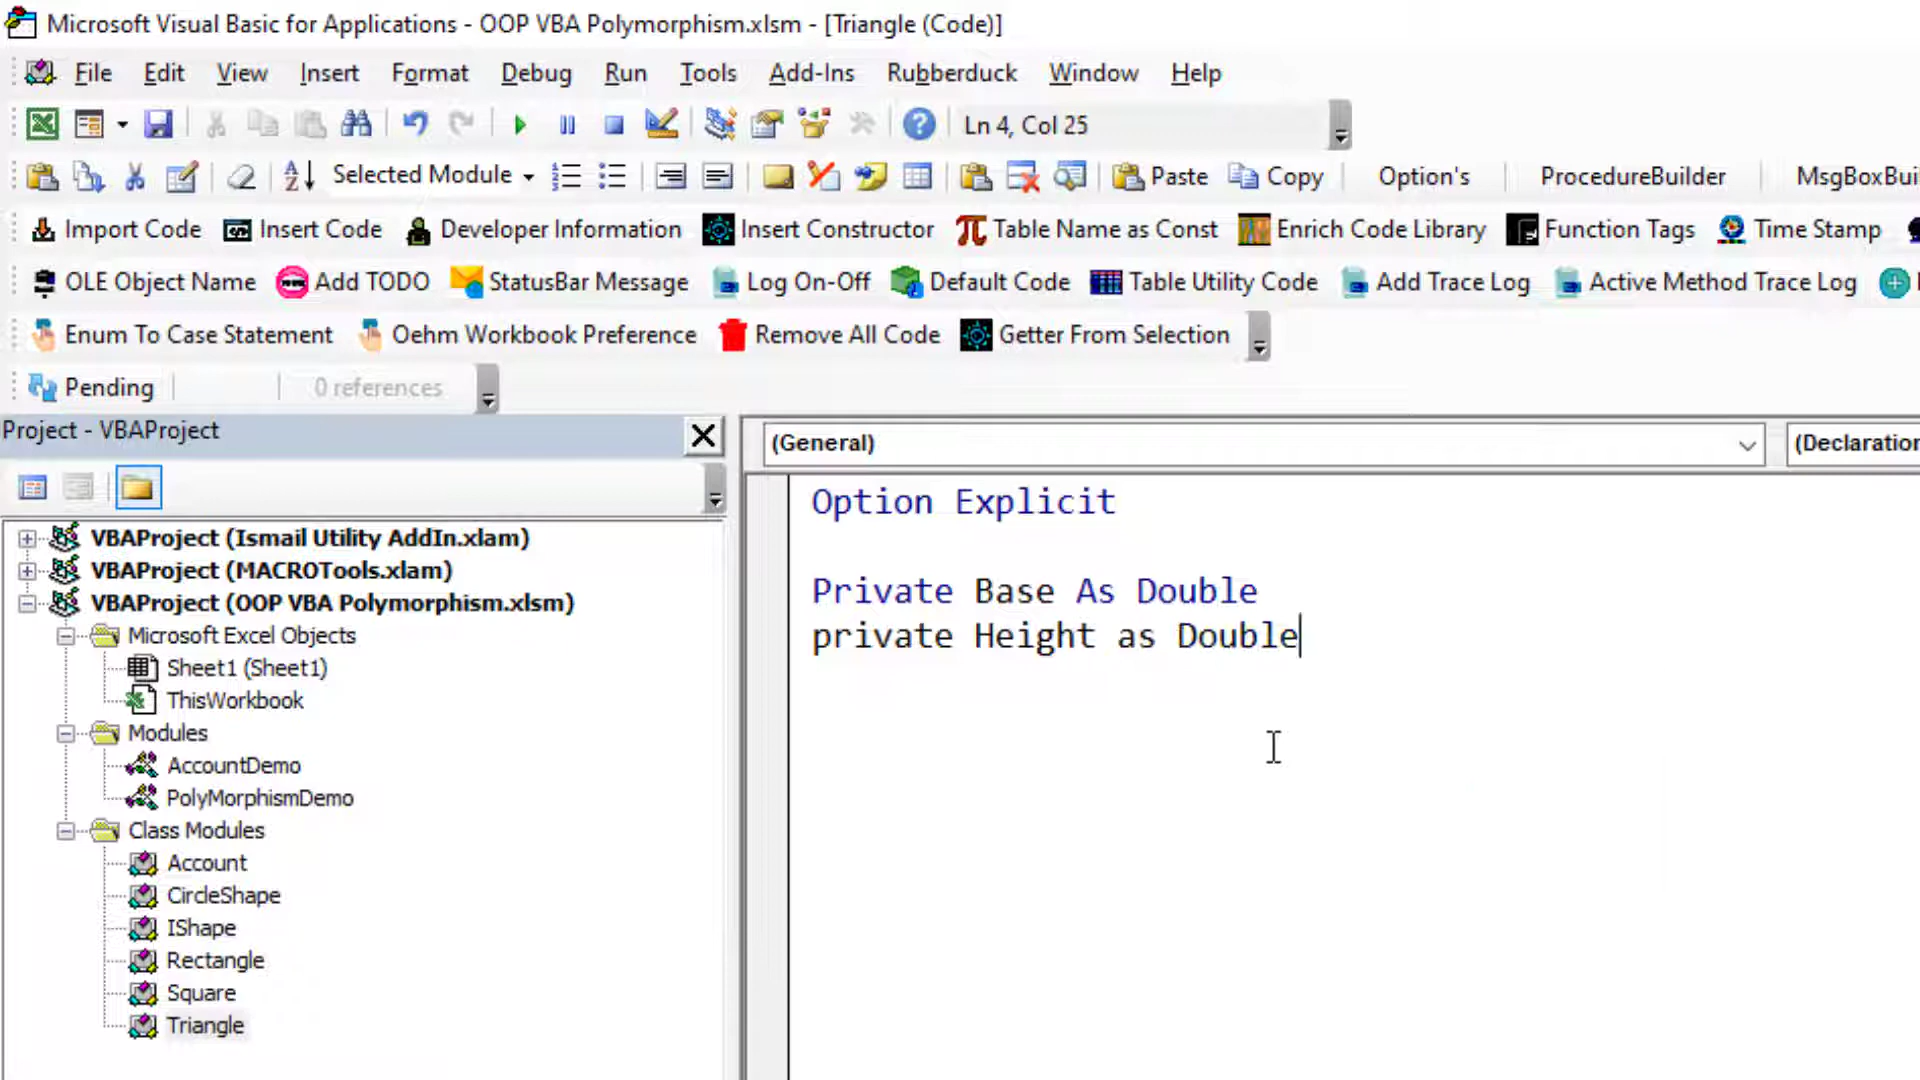 Microsoft Visual Basic for Applications - OOP VBA Polymorphism.xlsm - [Triangle (Code)]
File Edit View Insert Format Debug Run Tools Add-Ins Rubberduck Window Help
Ln 4, Col 25
Selected Module Paste Copy Option's ProcedureBuilder MsgBoxBui
Import Code Insert Code Developer Information Insert Constructor Table Name as Const Enrich Code Library Function Tags Time Stamp
OLE Object Name Add TODO StatusBar Message Log On-Off Default Code Table Utility Code Add Trace Log Active Method Trace Log
Enum To Case Statement Oehm Workbook Preference Remove All Code Getter From Selection
Pending 0 references
Project - VBAProject
(General) (Declaration
VBAProject (Ismail Utility AddIn.xlam)
VBAProject (MACROTools.xlam)
VBAProject (OOP VBA Polymorphism.xlsm)
Microsoft Excel Objects
Sheet1 (Sheet1)
ThisWorkbook
Modules
AccountDemo
PolyMorphismDemo
Class Modules
Account
CircleShape
IShape
Rectangle
Square
Triangle
Option Explicit
Private Base As Double
private Height as Double